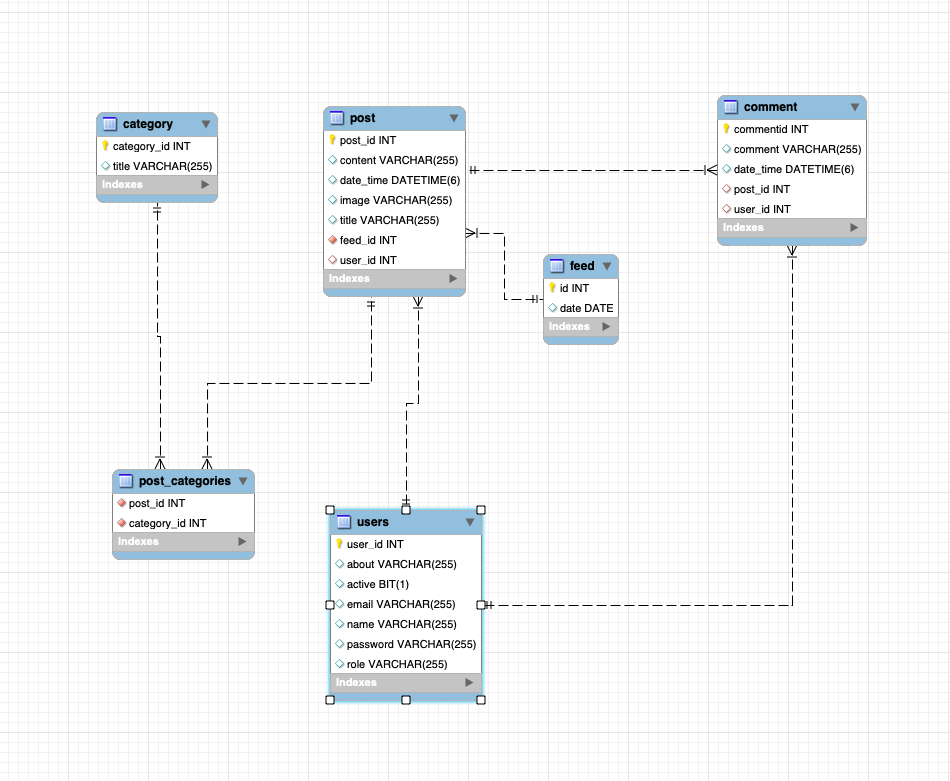 category
category_id INT
title VARCHAR(255)
Indexes
post
post_id INT
content VARCHAR(255)
date_time DATETIME(6)
image VARCHAR(255)
title VARCHAR(255)
feed_id INT
user_id INT
Indexes
comment
commentid INT
comment VARCHAR(255)
date_time DATETIME(6)
post_id INT
user_id INT
Indexes
feed
id INT
date DATE
Indexes
post_categories
post_id INT
category_id INT
Indexes
users
user_id INT
about VARCHAR(255)
active BIT(1)
email VARCHAR(255)
name VARCHAR(255)
password VARCHAR(255)
role VARCHAR(255)
Indexes